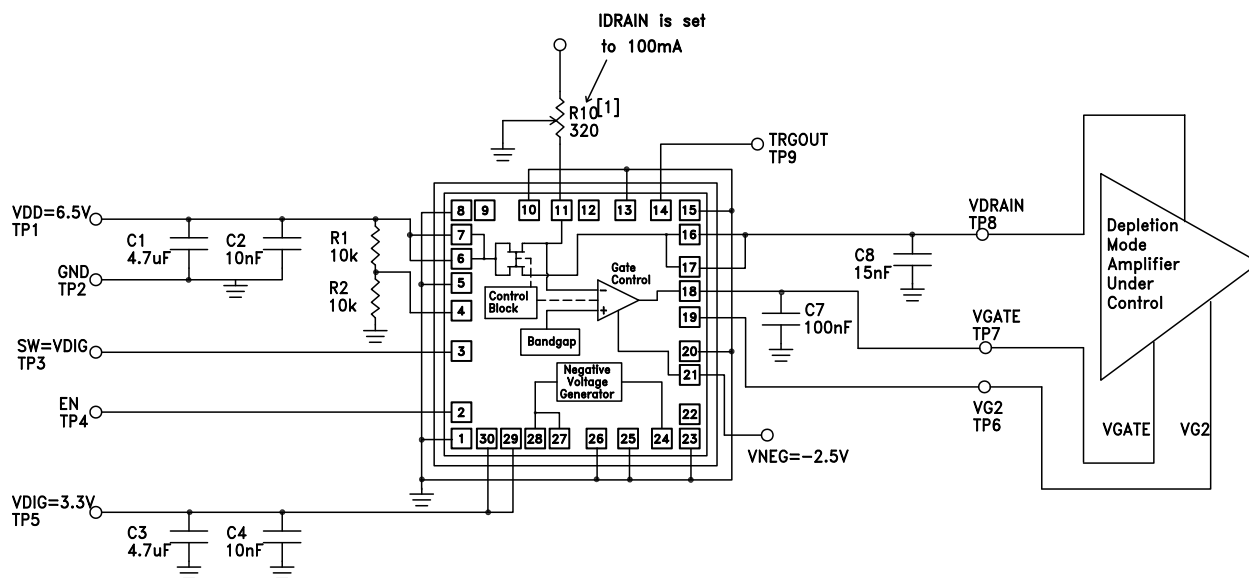 IDRAIN is set
to 100mA
R10[1]
320
TRGOUT
TP9
VDD=6.5V
TP1
C1
4.7uF
C2
10nF
R1
10k
GND
TP2
R2
10k
SW=VDIG
TP3
EN
TP4
VDIG=3.3V
TP5
C3
4.7uF
C4
10nF
8
9
10
11
12
13
14
15
7
16
6
17
5
18
4
19
3
20
21
2
22
1
30
29
28
27
26
25
24
23
Gate
Control
Control
Block
Bandgap
Negative
Voltage
Generator
VNEG=-2.5V
VDRAIN
TP8
C8
15nF
C7
100nF
VGATE
TP7
VG2
TP6
Depletion
Mode
Amplifier
Under
Control
VGATE
VG2